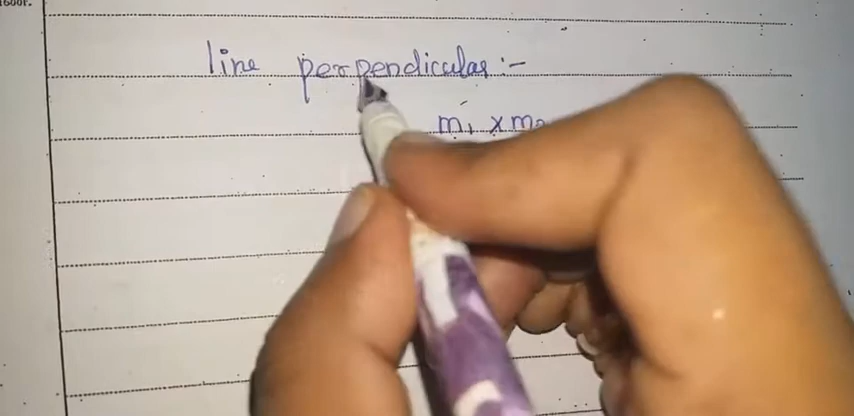 line perpendicular :-
m₁ × m₂